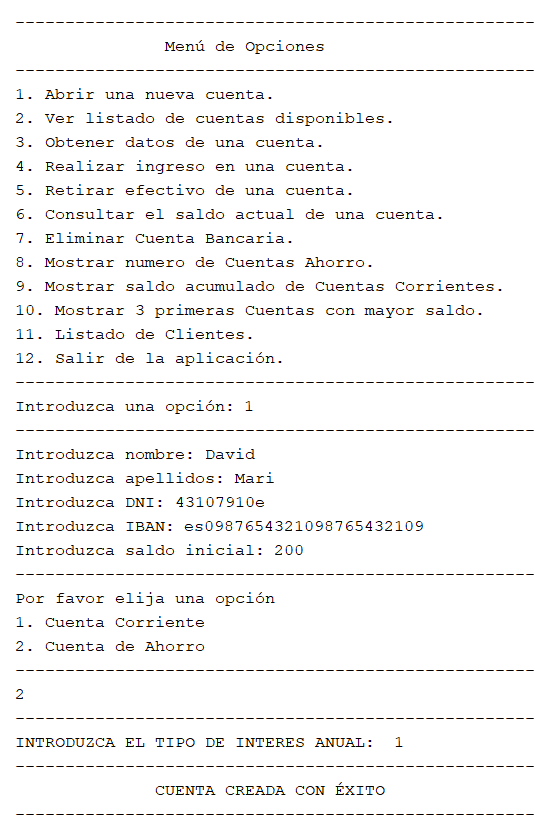 ----------------------------------------------------
Menú de Opciones
----------------------------------------------------
1. Abrir una nueva cuenta.
2. Ver listado de cuentas disponibles.
3. Obtener datos de una cuenta.
4. Realizar ingreso en una cuenta.
5. Retirar efectivo de una cuenta.
6. Consultar el saldo actual de una cuenta.
7. Eliminar Cuenta Bancaria.
8. Mostrar numero de Cuentas Ahorro.
9. Mostrar saldo acumulado de Cuentas Corrientes.
10. Mostrar 3 primeras Cuentas con mayor saldo.
11. Listado de Clientes.
12. Salir de la aplicación.
----------------------------------------------------
Introduzca una opción: 1
----------------------------------------------------
Introduzca nombre: David
Introduzca apellidos: Mari
Introduzca DNI: 43107910e
Introduzca IBAN: es0987654321098765432109
Introduzca saldo inicial: 200
----------------------------------------------------
Por favor elija una opción
1. Cuenta Corriente
2. Cuenta de Ahorro
----------------------------------------------------
2
----------------------------------------------------
INTRODUZCA EL TIPO DE INTERES ANUAL:  1
----------------------------------------------------
CUENTA CREADA CON ÉXITO
----------------------------------------------------